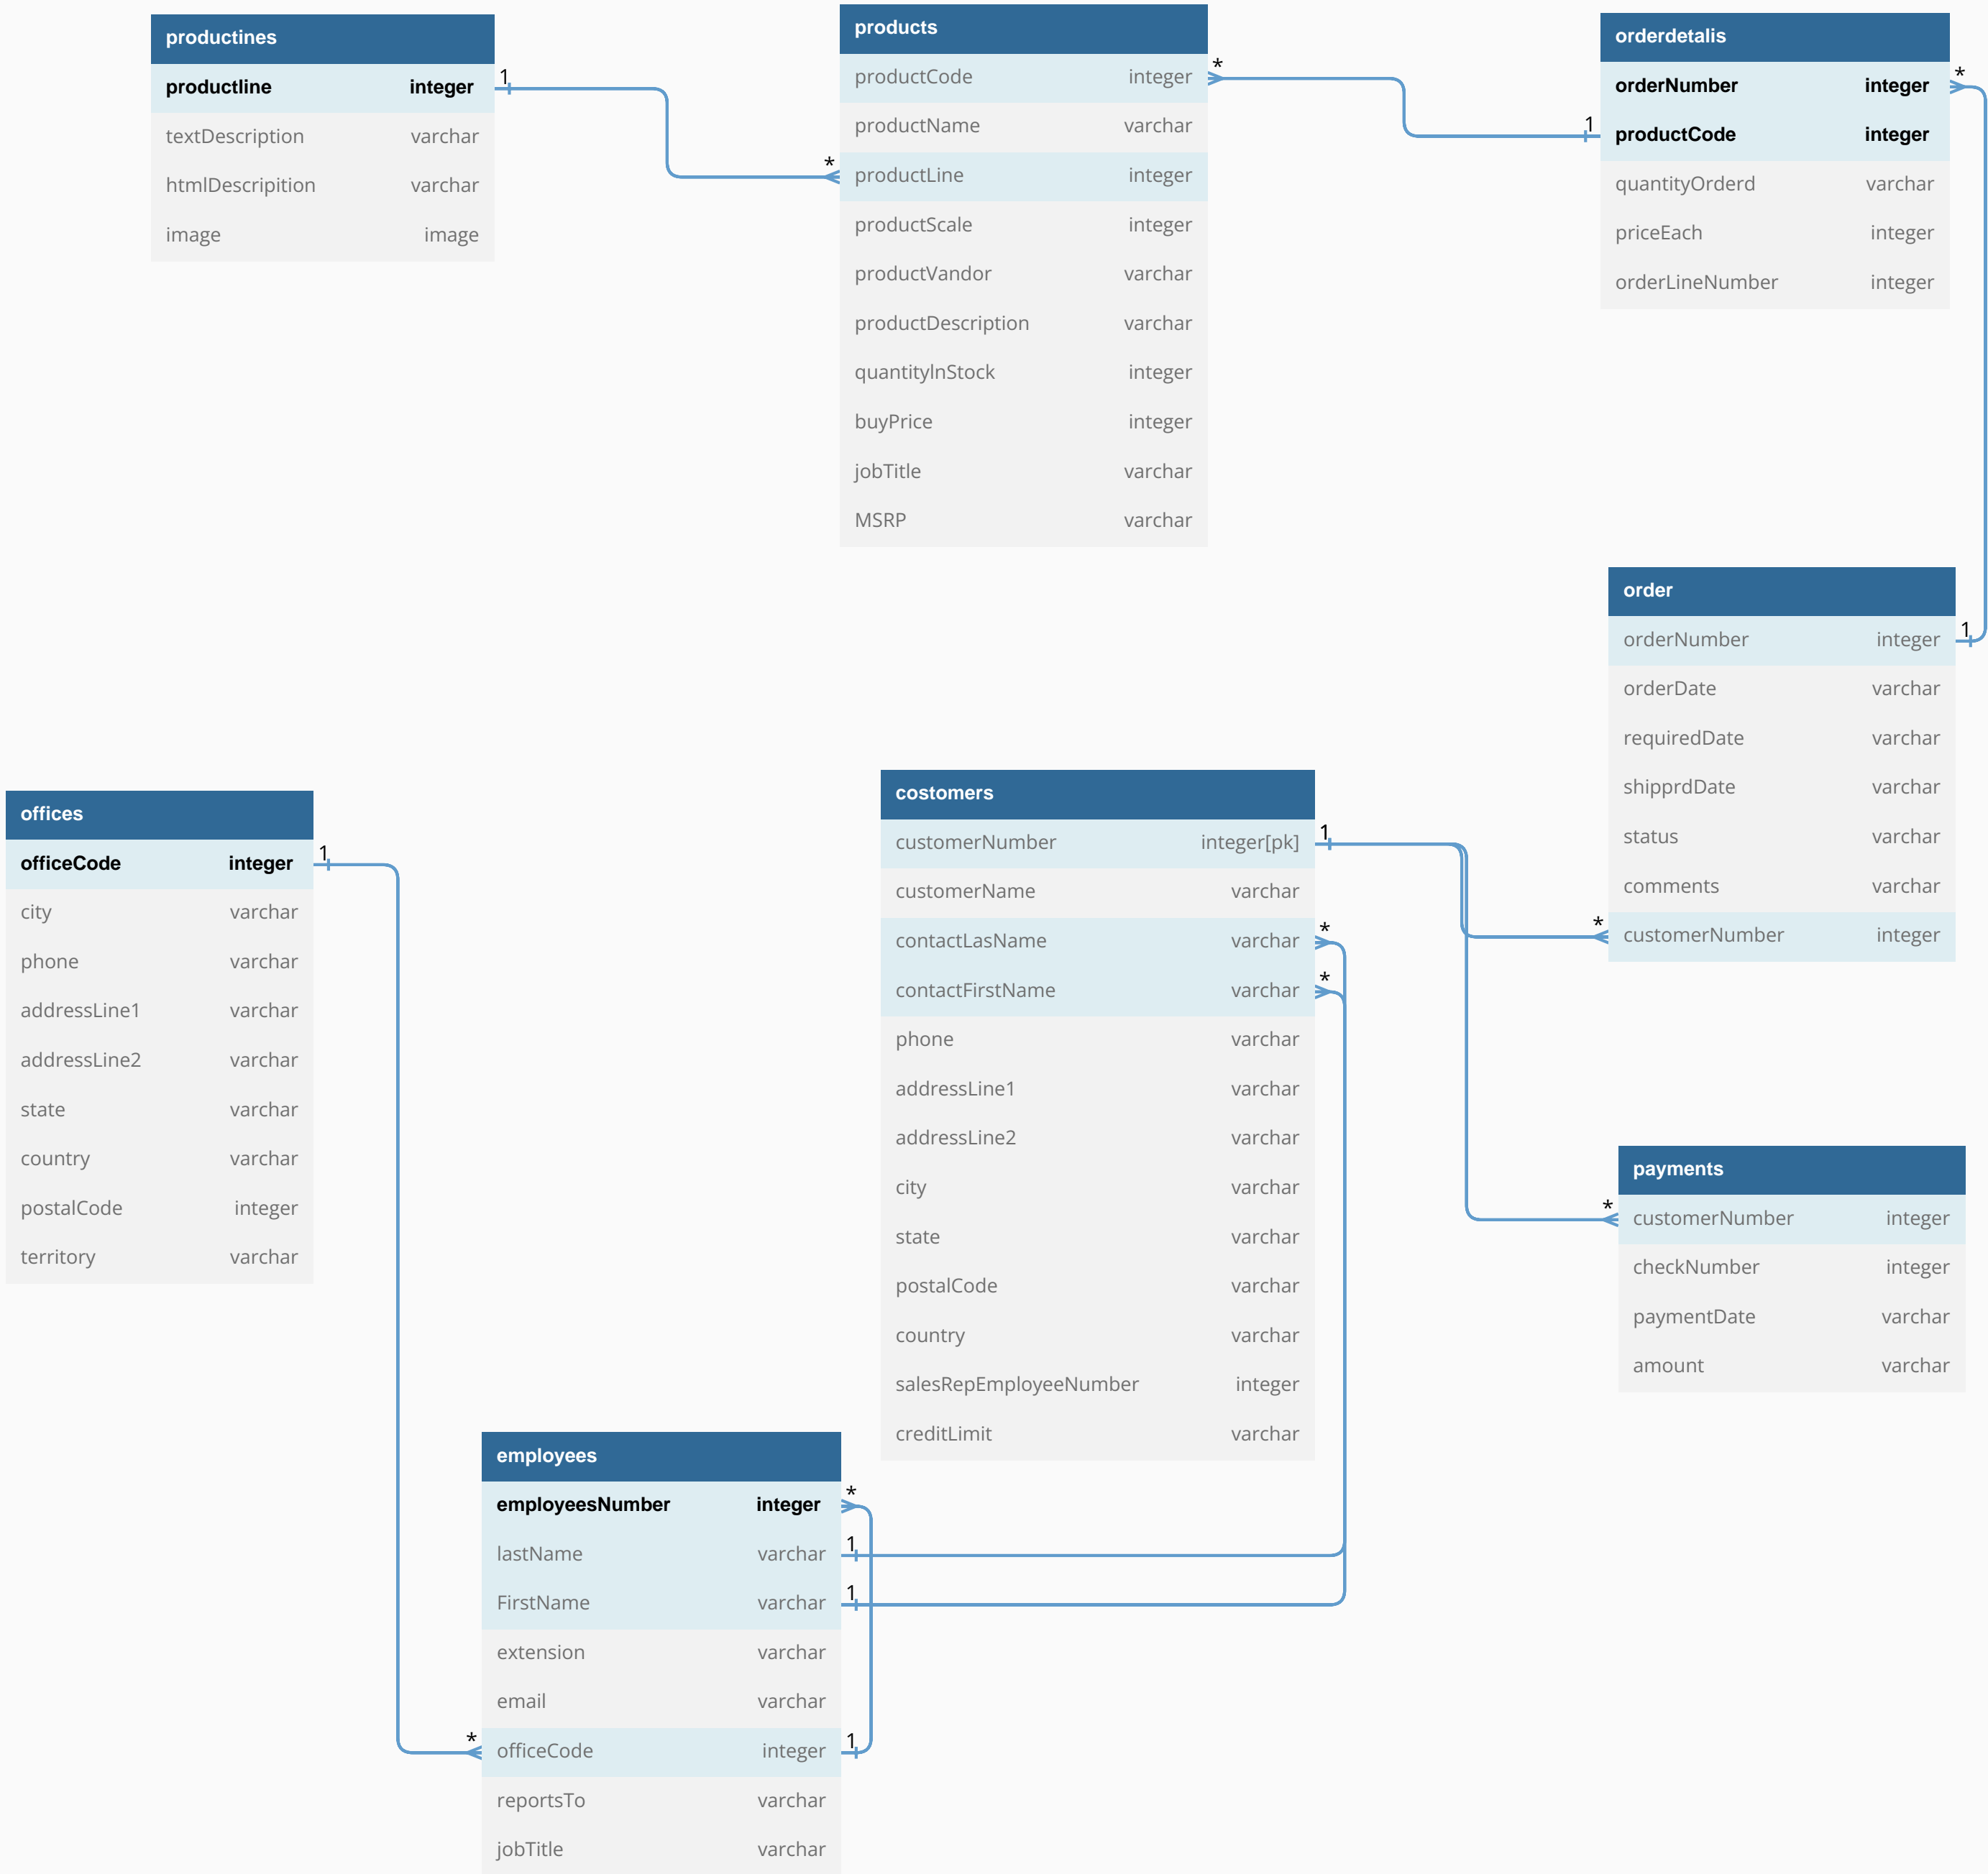 productines
productline integer
textDescription varchar
htmlDescripition varchar
image image
1
*
products
productCode integer
productName varchar
productLine integer
productScale integer
productVandor varchar
productDescription varchar
quantityInStock integer
buyPrice integer
jobTitle varchar
MSRP varchar
*
1
orderdetalis
orderNumber integer
productCode integer
quantityOrderd varchar
priceEach integer
orderLineNumber integer
*
order
orderNumber integer
orderDate varchar
requiredDate varchar
shipprdDate varchar
status varchar
comments varchar
customerNumber integer
1
*
offices
officeCode integer
city varchar
phone varchar
addressLine1 varchar
addressLine2 varchar
state varchar
country varchar
postalCode integer
territory varchar
1
costomers
customerNumber integer[pk]
customerName varchar
contactLasName varchar
contactFirstName varchar
phone varchar
addressLine1 varchar
addressLine2 varchar
city varchar
state varchar
postalCode varchar
country varchar
salesRepEmployeeNumber integer
creditLimit varchar
1
*
*
payments
customerNumber integer
checkNumber integer
paymentDate varchar
amount varchar
*
employees
employeesNumber integer
lastName varchar
FirstName varchar
extension varchar
email varchar
officeCode integer
reportsTo varchar
jobTitle varchar
*
1
1
*
1